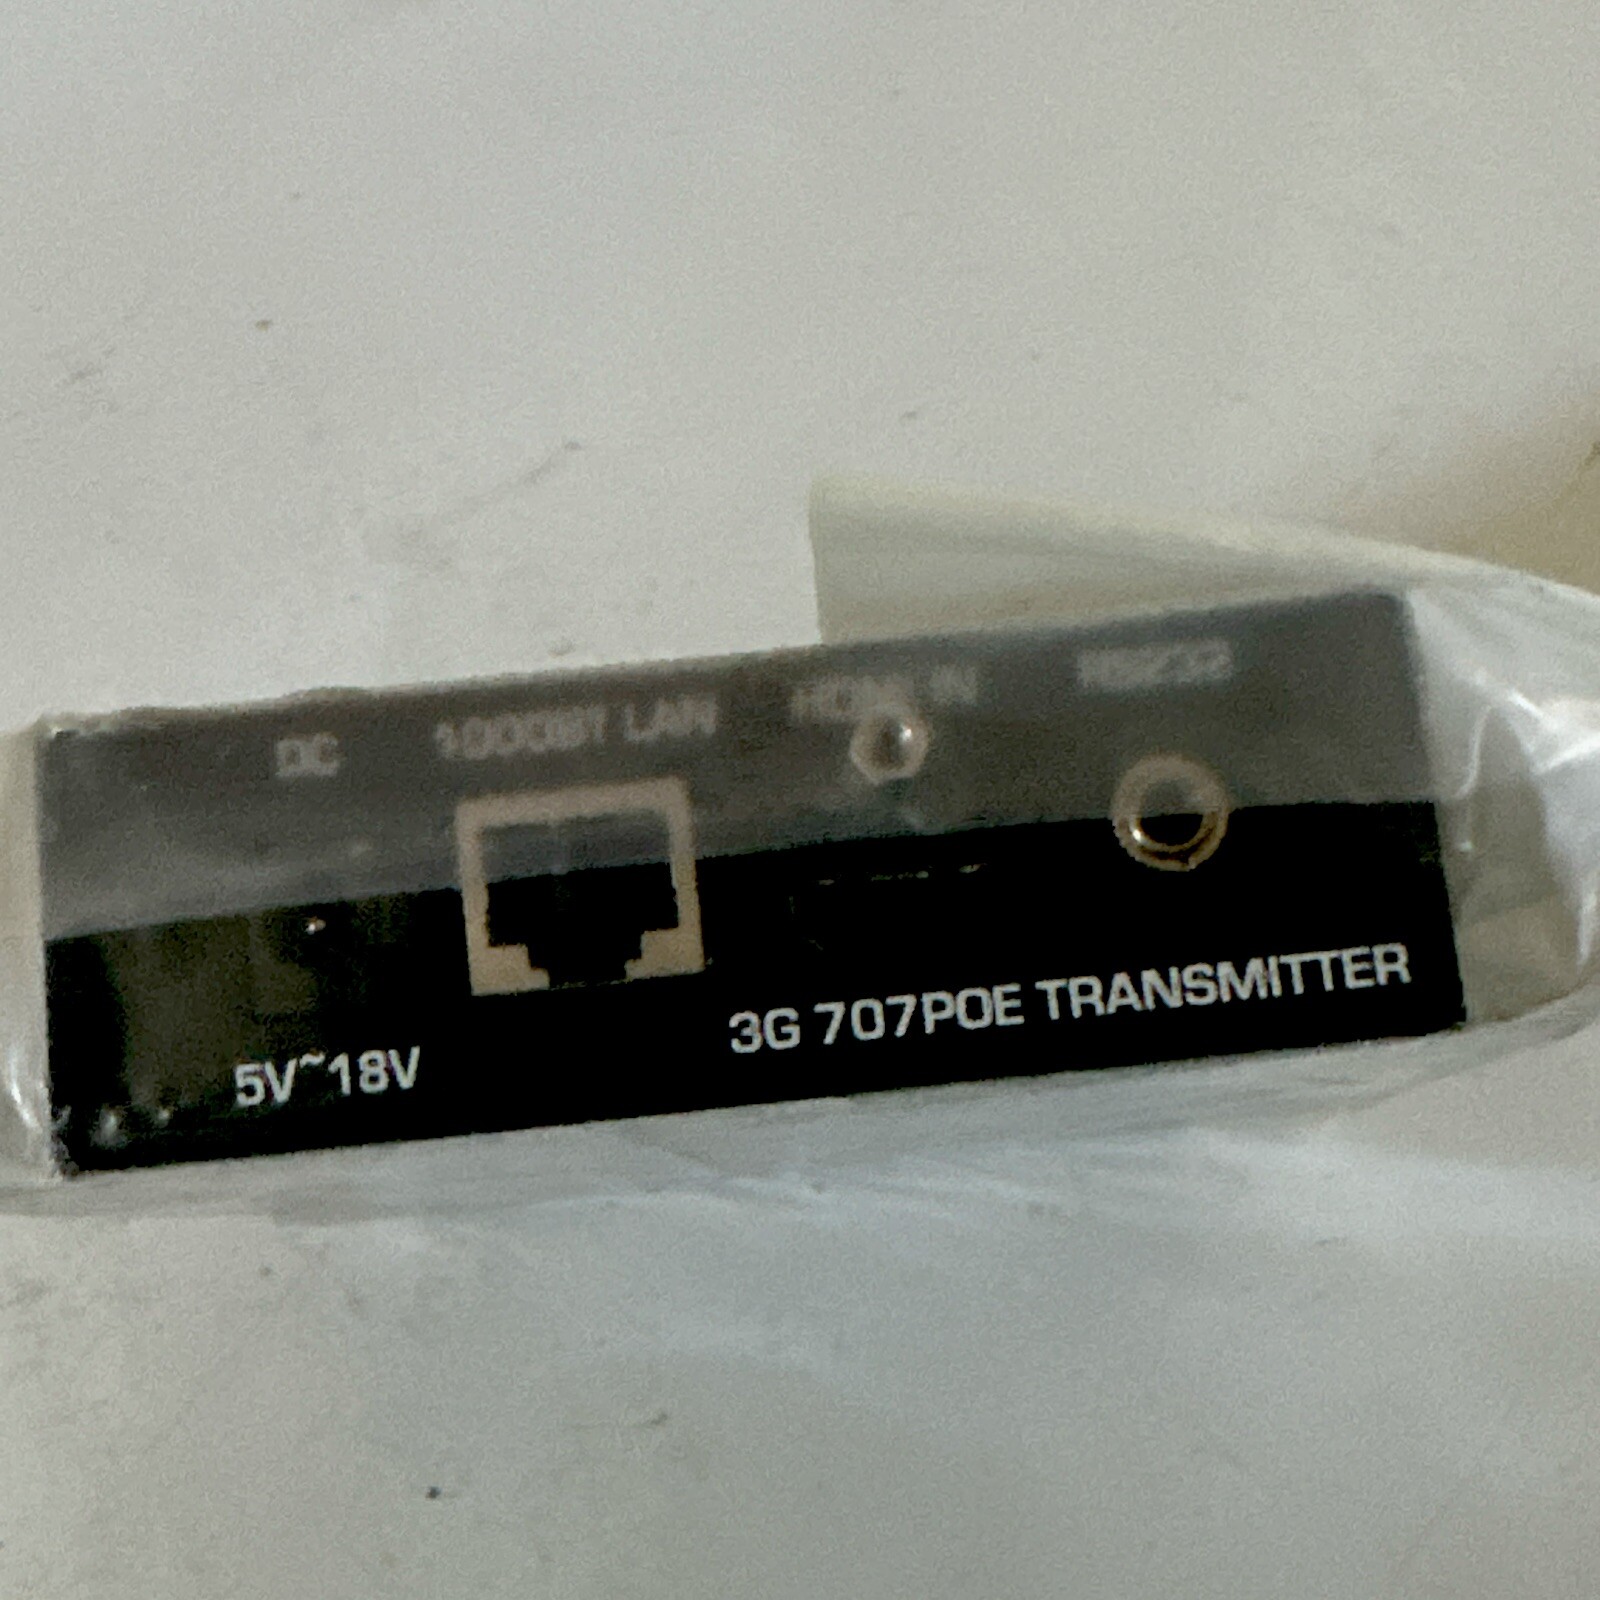 DC
1000BT LAN
HDMI IN
RS232
5V~18V
3G 707POE TRANSMITTER